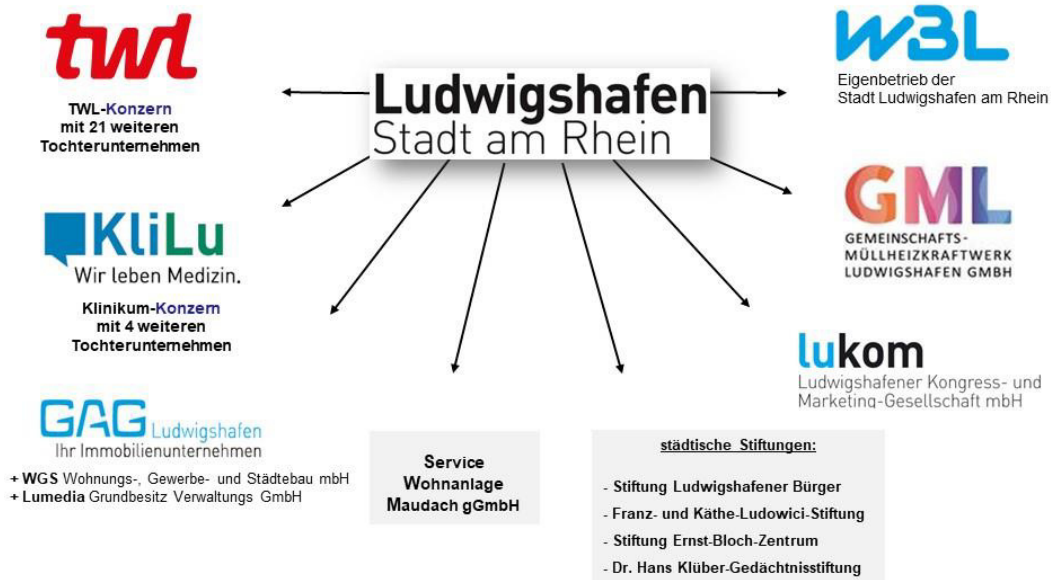 twl
TWL-Konzern
mit 21 weiteren
Tochterunternehmen
Ludwigshafen
Stadt am Rhein
WBL
Eigenbetrieb der
Stadt Ludwigshafen am Rhein
KliLu
Wir leben Medizin.
Klinikum-Konzern
mit 4 weiteren
Tochterunternehmen
GML
GEMEINSCHAFTS-
MÜLLHEIZKRAFTWERK
LUDWIGSHAFEN GMBH
GAG Ludwigshafen
Ihr Immobilienunternehmen
+ WGS Wohnungs-, Gewerbe- und Städtebau mbH
+ Lumedia Grundbesitz Verwaltungs GmbH
Service
Wohnanlage
Maudach gGmbH
lukom
Ludwigshafener Kongress- und
Marketing-Gesellschaft mbH
städtische Stiftungen:
- Stiftung Ludwigshafener Bürger
- Franz- und Käthe-Ludowici-Stiftung
- Stiftung Ernst-Bloch-Zentrum
- Dr. Hans Klüber-Gedächtnisstiftung